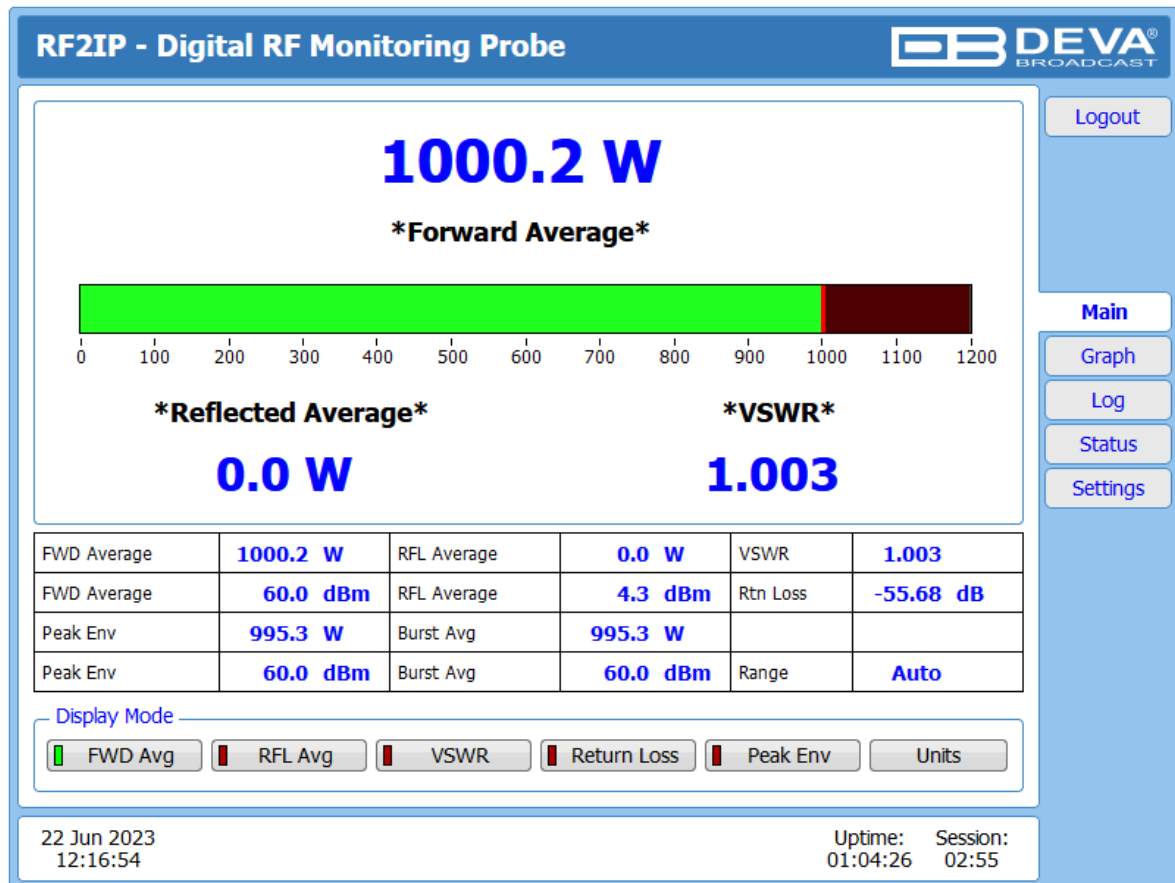 RF2IP - Digital RF Monitoring Probe
DEVA®
BROADCAST
Logout
1000.2 W
*Forward Average*
0 100 200 300 400 500 600 700 800 900 1000 1100 1200
*Reflected Average* *VSWR*
0.0 W 1.003
Main
Graph
Log
Status
Settings
FWD Average 1000.2 W RFL Average 0.0 W VSWR 1.003
FWD Average 60.0 dBm RFL Average 4.3 dBm Rtn Loss -55.68 dB
Peak Env 995.3 W Burst Avg 995.3 W
Peak Env 60.0 dBm Burst Avg 60.0 dBm Range Auto
Display Mode
FWD Avg RFL Avg VSWR Return Loss Peak Env Units
22 Jun 2023 Uptime: Session:
12:16:54 01:04:26 02:55